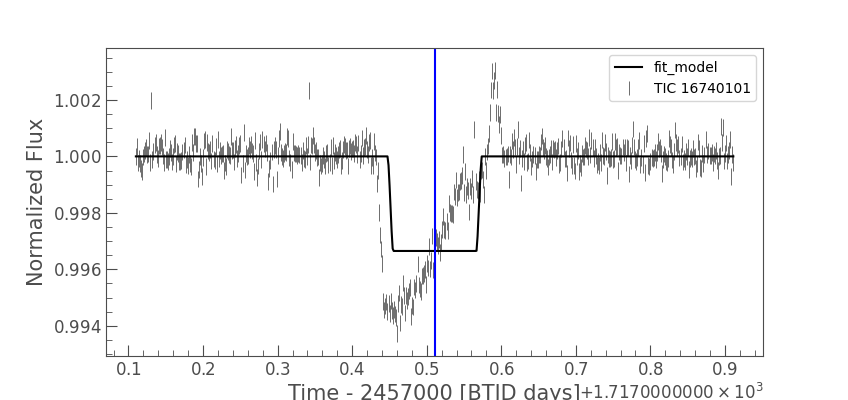 fit_model
TIC 16740101
Normalized Flux
1.002
1.000
0.998
0.996
0.994
0.1 0.2 0.3 0.4 0.5 0.6 0.7 0.8 0.9
Time - 2457000 [BTJD days]
+1.7170000000 × 10³